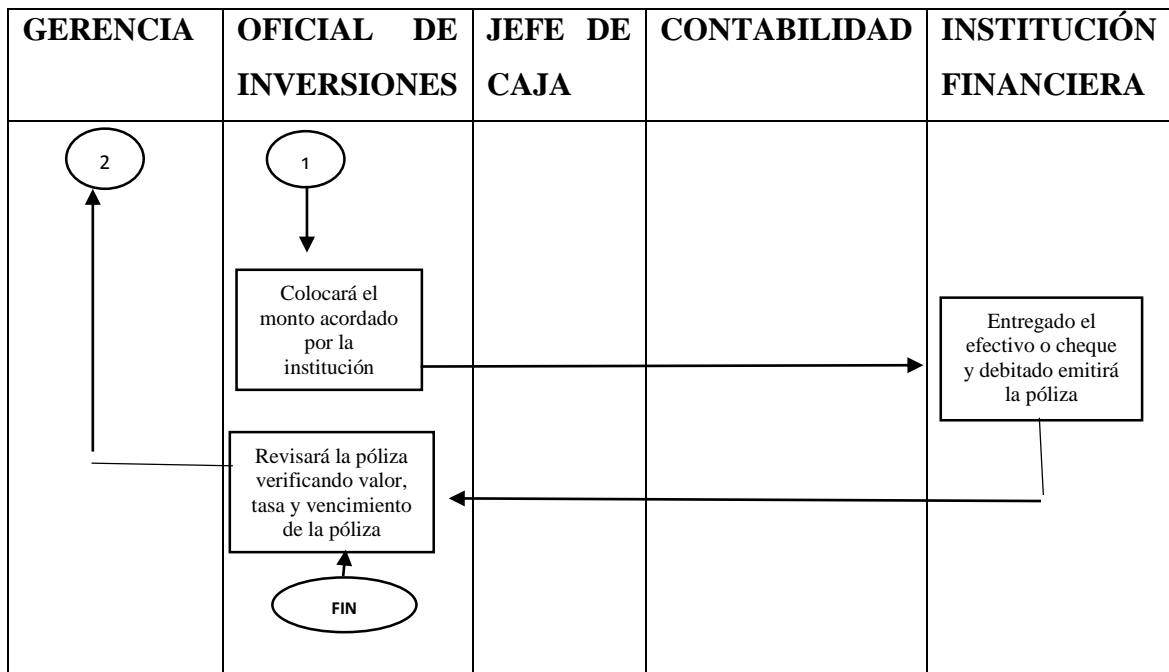 GERENCIA
OFICIAL DE
INVERSIONES
JEFE DE
CAJA
CONTABILIDAD
INSTITUCIÓN
FINANCIERA
2
1
Colocará el
monto acordado
por la
institución
Entregado el
efectivo o cheque
y debitado emitirá
la póliza
Revisará la póliza
verificando valor,
tasa y vencimiento
de la póliza
FIN